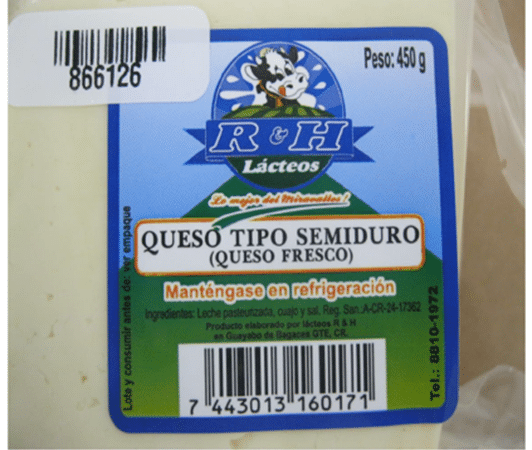 866126
Peso: 450 g
R & H
Lácteos
Lo mejor del Miravalles!
QUESO TIPO SEMIDURO
(QUESO FRESCO)
Manténgase en refrigeración
Ingredientes: Leche pasteurizada, cuajo y sal. Reg. San. A-CR-24-17362
Producto elaborado por lácteos R & H
en Guayabo de Bagaces GTE, CR.
7 443013 160171
Lote y consumir antes de: ver empaque
Tel.: 8810-1972